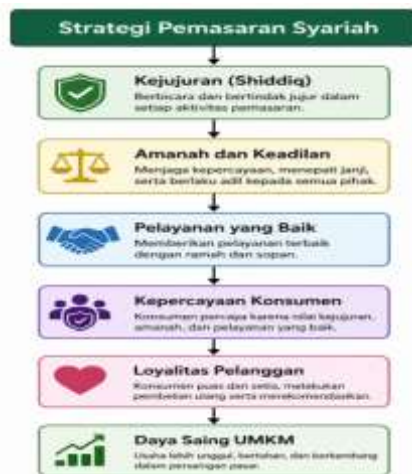 Strategi Pemasaran Syariah
Kejujuran (Shiddiq)
Berbicara dan bertindak jujur dalam
setiap aktivitas pemasaran.
Amanah dan Keadilan
Menjaga kepercayaan, menepati janji,
serta berlaku adil kepada semua pihak.
Pelayanan yang Baik
Memberikan pelayanan terbaik
dengan ramah dan sopan.
Kepercayaan Konsumen
Konsumen percaya karena nilai kejujuran,
amanah, dan pelayanan yang baik.
Loyalitas Pelanggan
Konsumen puas dan setia, melakukan
pembelian ulang serta merekomendasikan.
Daya Saing UMKM
Usaha lebih unggul, bertahan, dan berkembang
dalam persaingan pasar.